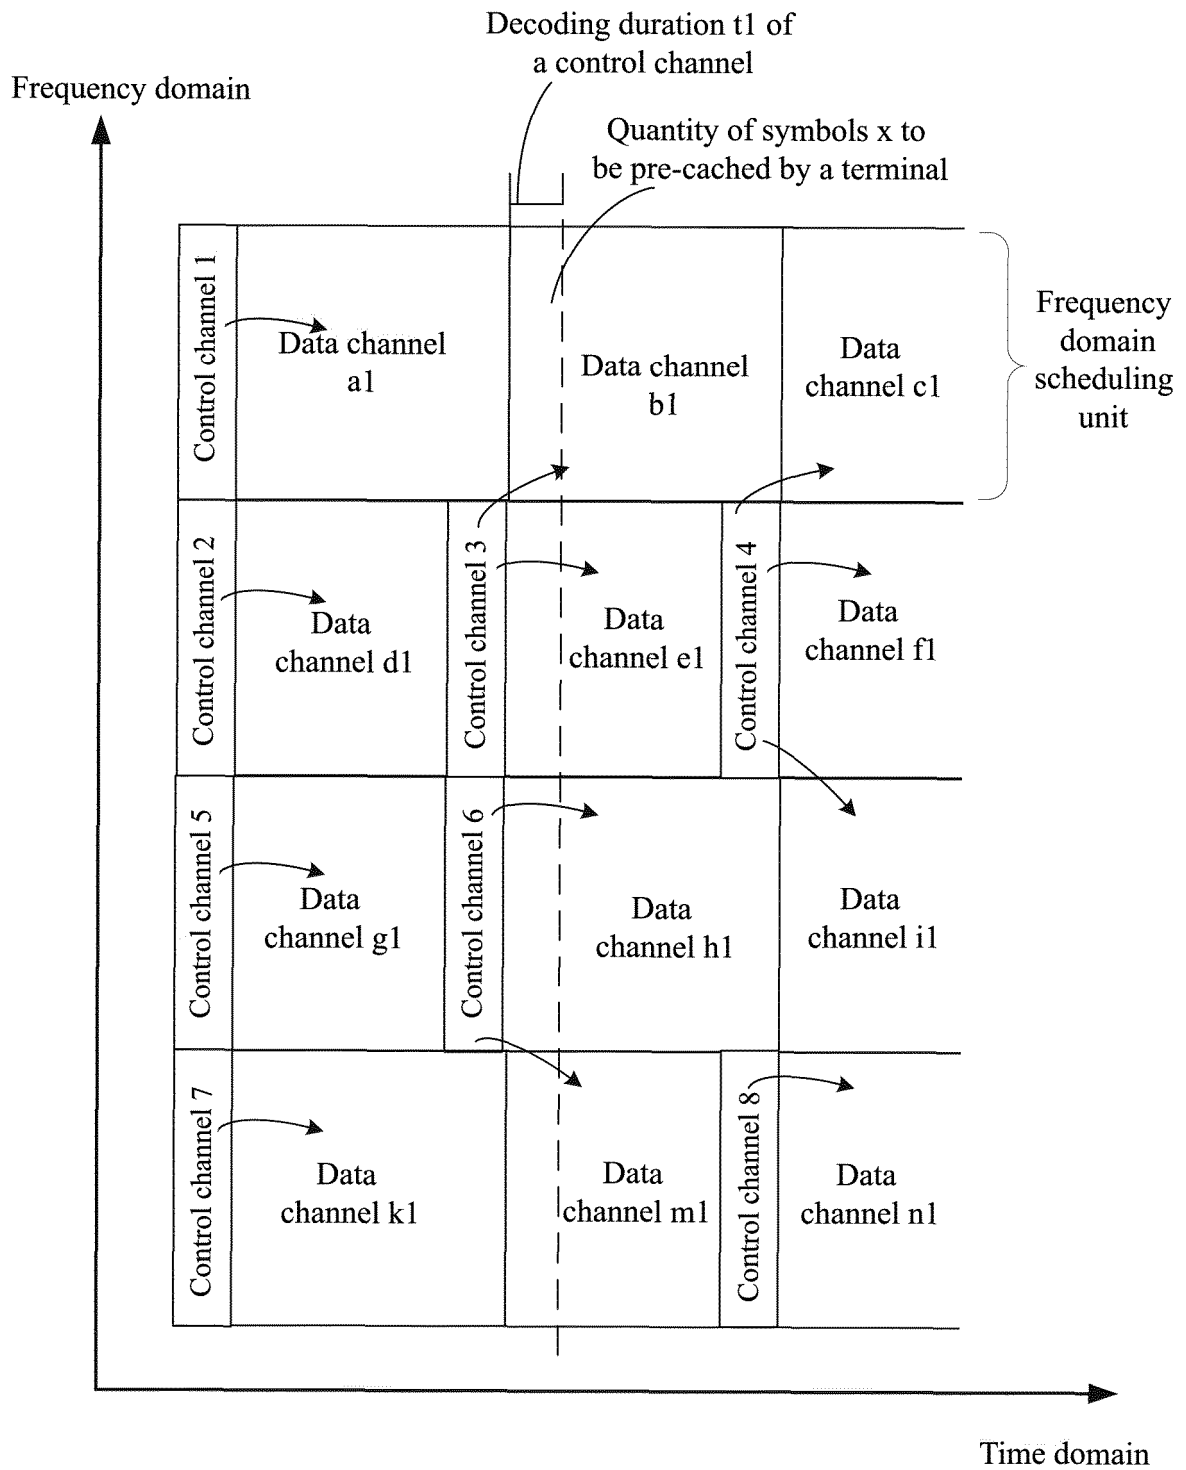 Decoding duration t1 of
a control channel
Frequency domain
Quantity of symbols x to
be pre-cached by a terminal
Control channel 1
Data channel
a1
Data channel
b1
Data
channel c1
Frequency
domain
scheduling
unit
Control channel 2
Data
channel d1
Control channel 3
Data
channel e1
Control channel 4
Data
channel f1
Control channel 5
Data
channel g1
Control channel 6
Data
channel h1
Data
channel i1
Control channel 7
Data
channel k1
Data
channel m1
Control channel 8
Data
channel n1
Time domain